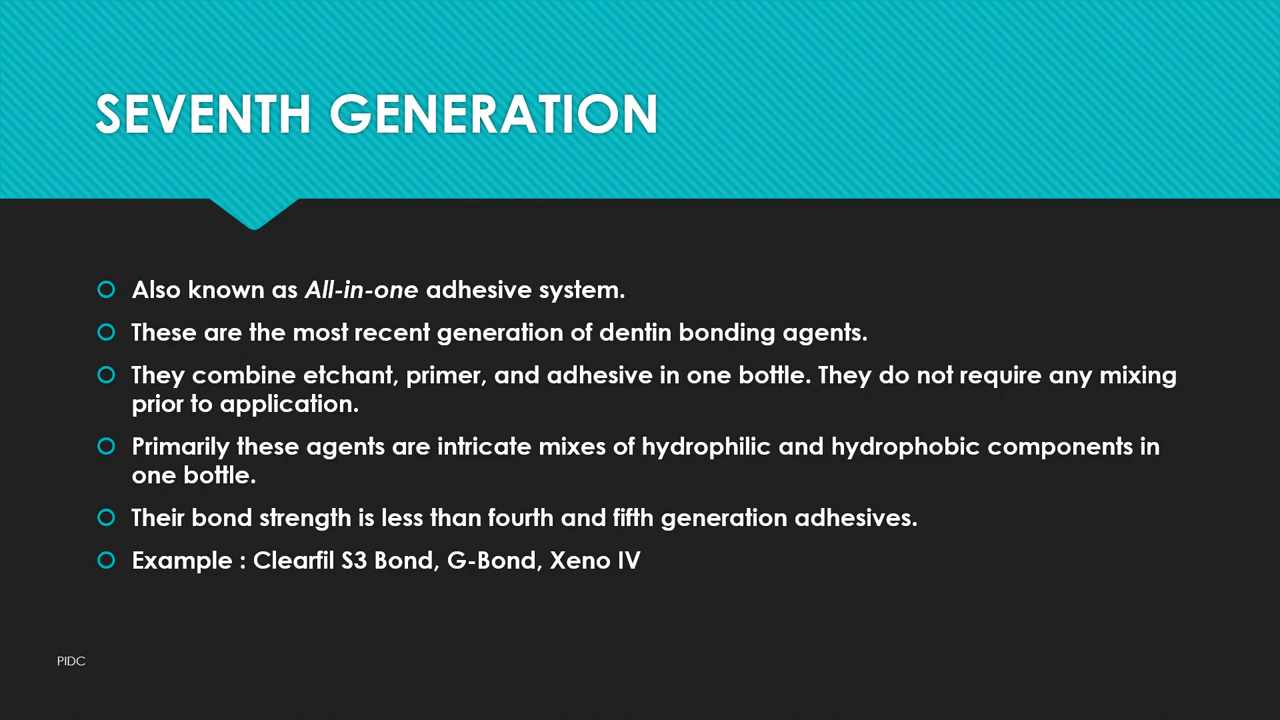 SEVENTH GENERATION
Also known as All-in-one adhesive system.
These are the most recent generation of dentin bonding agents.
They combine etchant, primer, and adhesive in one bottle. They do not require any mixing
prior to application.
Primarily these agents are intricate mixes of hydrophilic and hydrophobic components in
one bottle.
Their bond strength is less than fourth and fifth generation adhesives.
Example : Clearfil S3 Bond, G-Bond, Xeno IV
PIDC